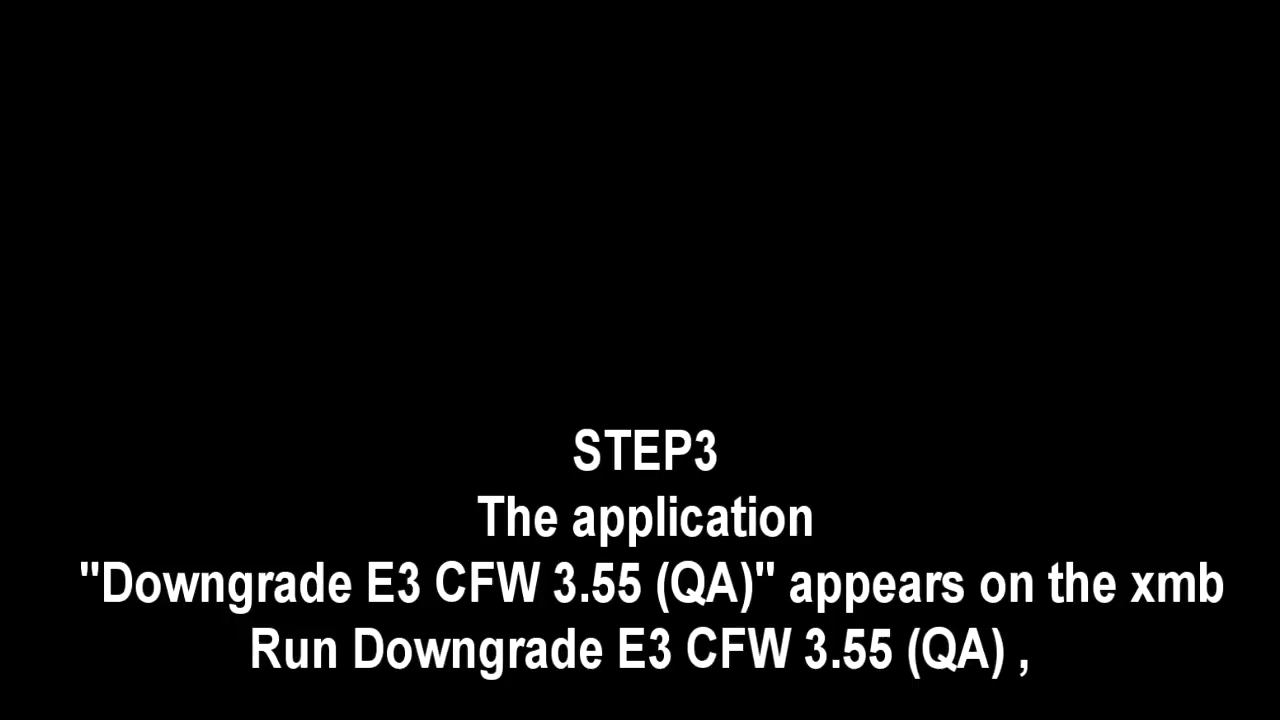 STEP3
The application
"Downgrade E3 CFW 3.55 (QA)" appears on the xmb
Run Downgrade E3 CFW 3.55 (QA) ,